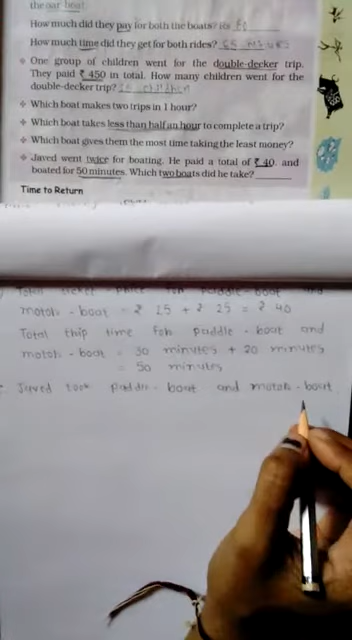 the oar boat
How much did they pay for both the boats? Rs 60
How much time did they get for both rides? 65
❖ One group of children went for the double-decker trip.
They paid ₹ 450 in total. How many children went for the
double-decker trip? children
❖ Which boat makes two trips in 1 hour?
❖ Which boat takes less than half an hour to complete a trip?
❖ Which boat gives them the most time taking the least money?
❖ Javed went twice for boating. He paid a total of ₹ 40. and
boated for 50 minutes. Which two boats did he take?
Time to Return
Total ticket - price for paddle - boat and
motor - boat = ₹ 15 + ₹ 25 = ₹ 40
Total trip time for paddle - boat and
motor - boat = 30 minutes + 20 minutes
= 50 minutes
Javed took paddle - boat and motor - boat